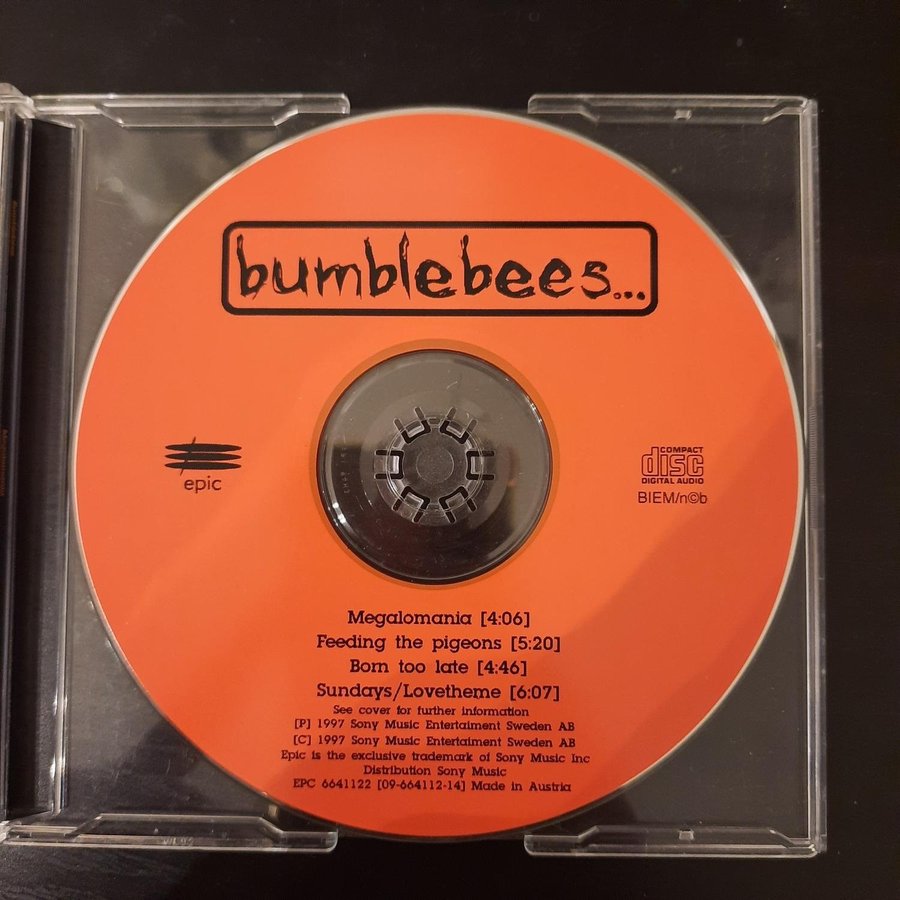 bumblebees...
epic
COMPACT
disc
DIGITAL AUDIO
BIEM/n©b
Megalomania [4:06]
Feeding the pigeons [5:20]
Born too late [4:46]
Sundays/Lovetheme [6:07]
See cover for further information
[P] 1997 Sony Music Entertaiment Sweden AB
[C] 1997 Sony Music Entertaiment Sweden AB
Epic is the exclusive trademark of Sony Music Inc
Distribution Sony Music
EPC 6641122 [09-664112-14] Made in Austria